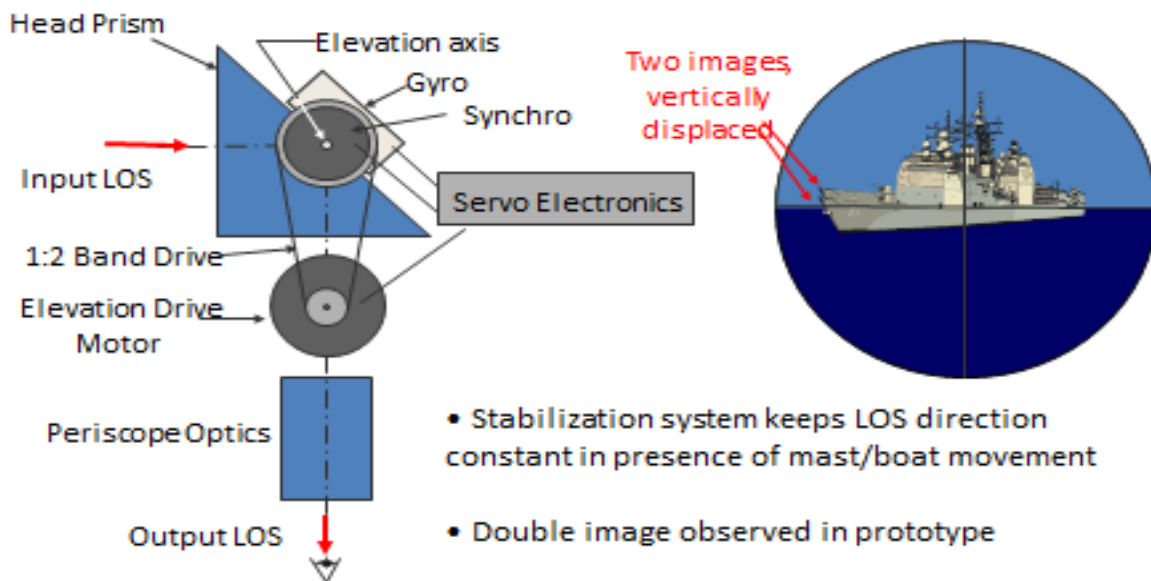 Head Prism
Elevation axis
Gyro
Synchro
Input LOS
Servo Electronics
1:2 Band Drive
Elevation Drive
Motor
Periscope Optics
Output LOS
Two images,
vertically
displaced
• Stabilization system keeps LOS direction
constant in presence of mast/boat movement
• Double image observed in prototype